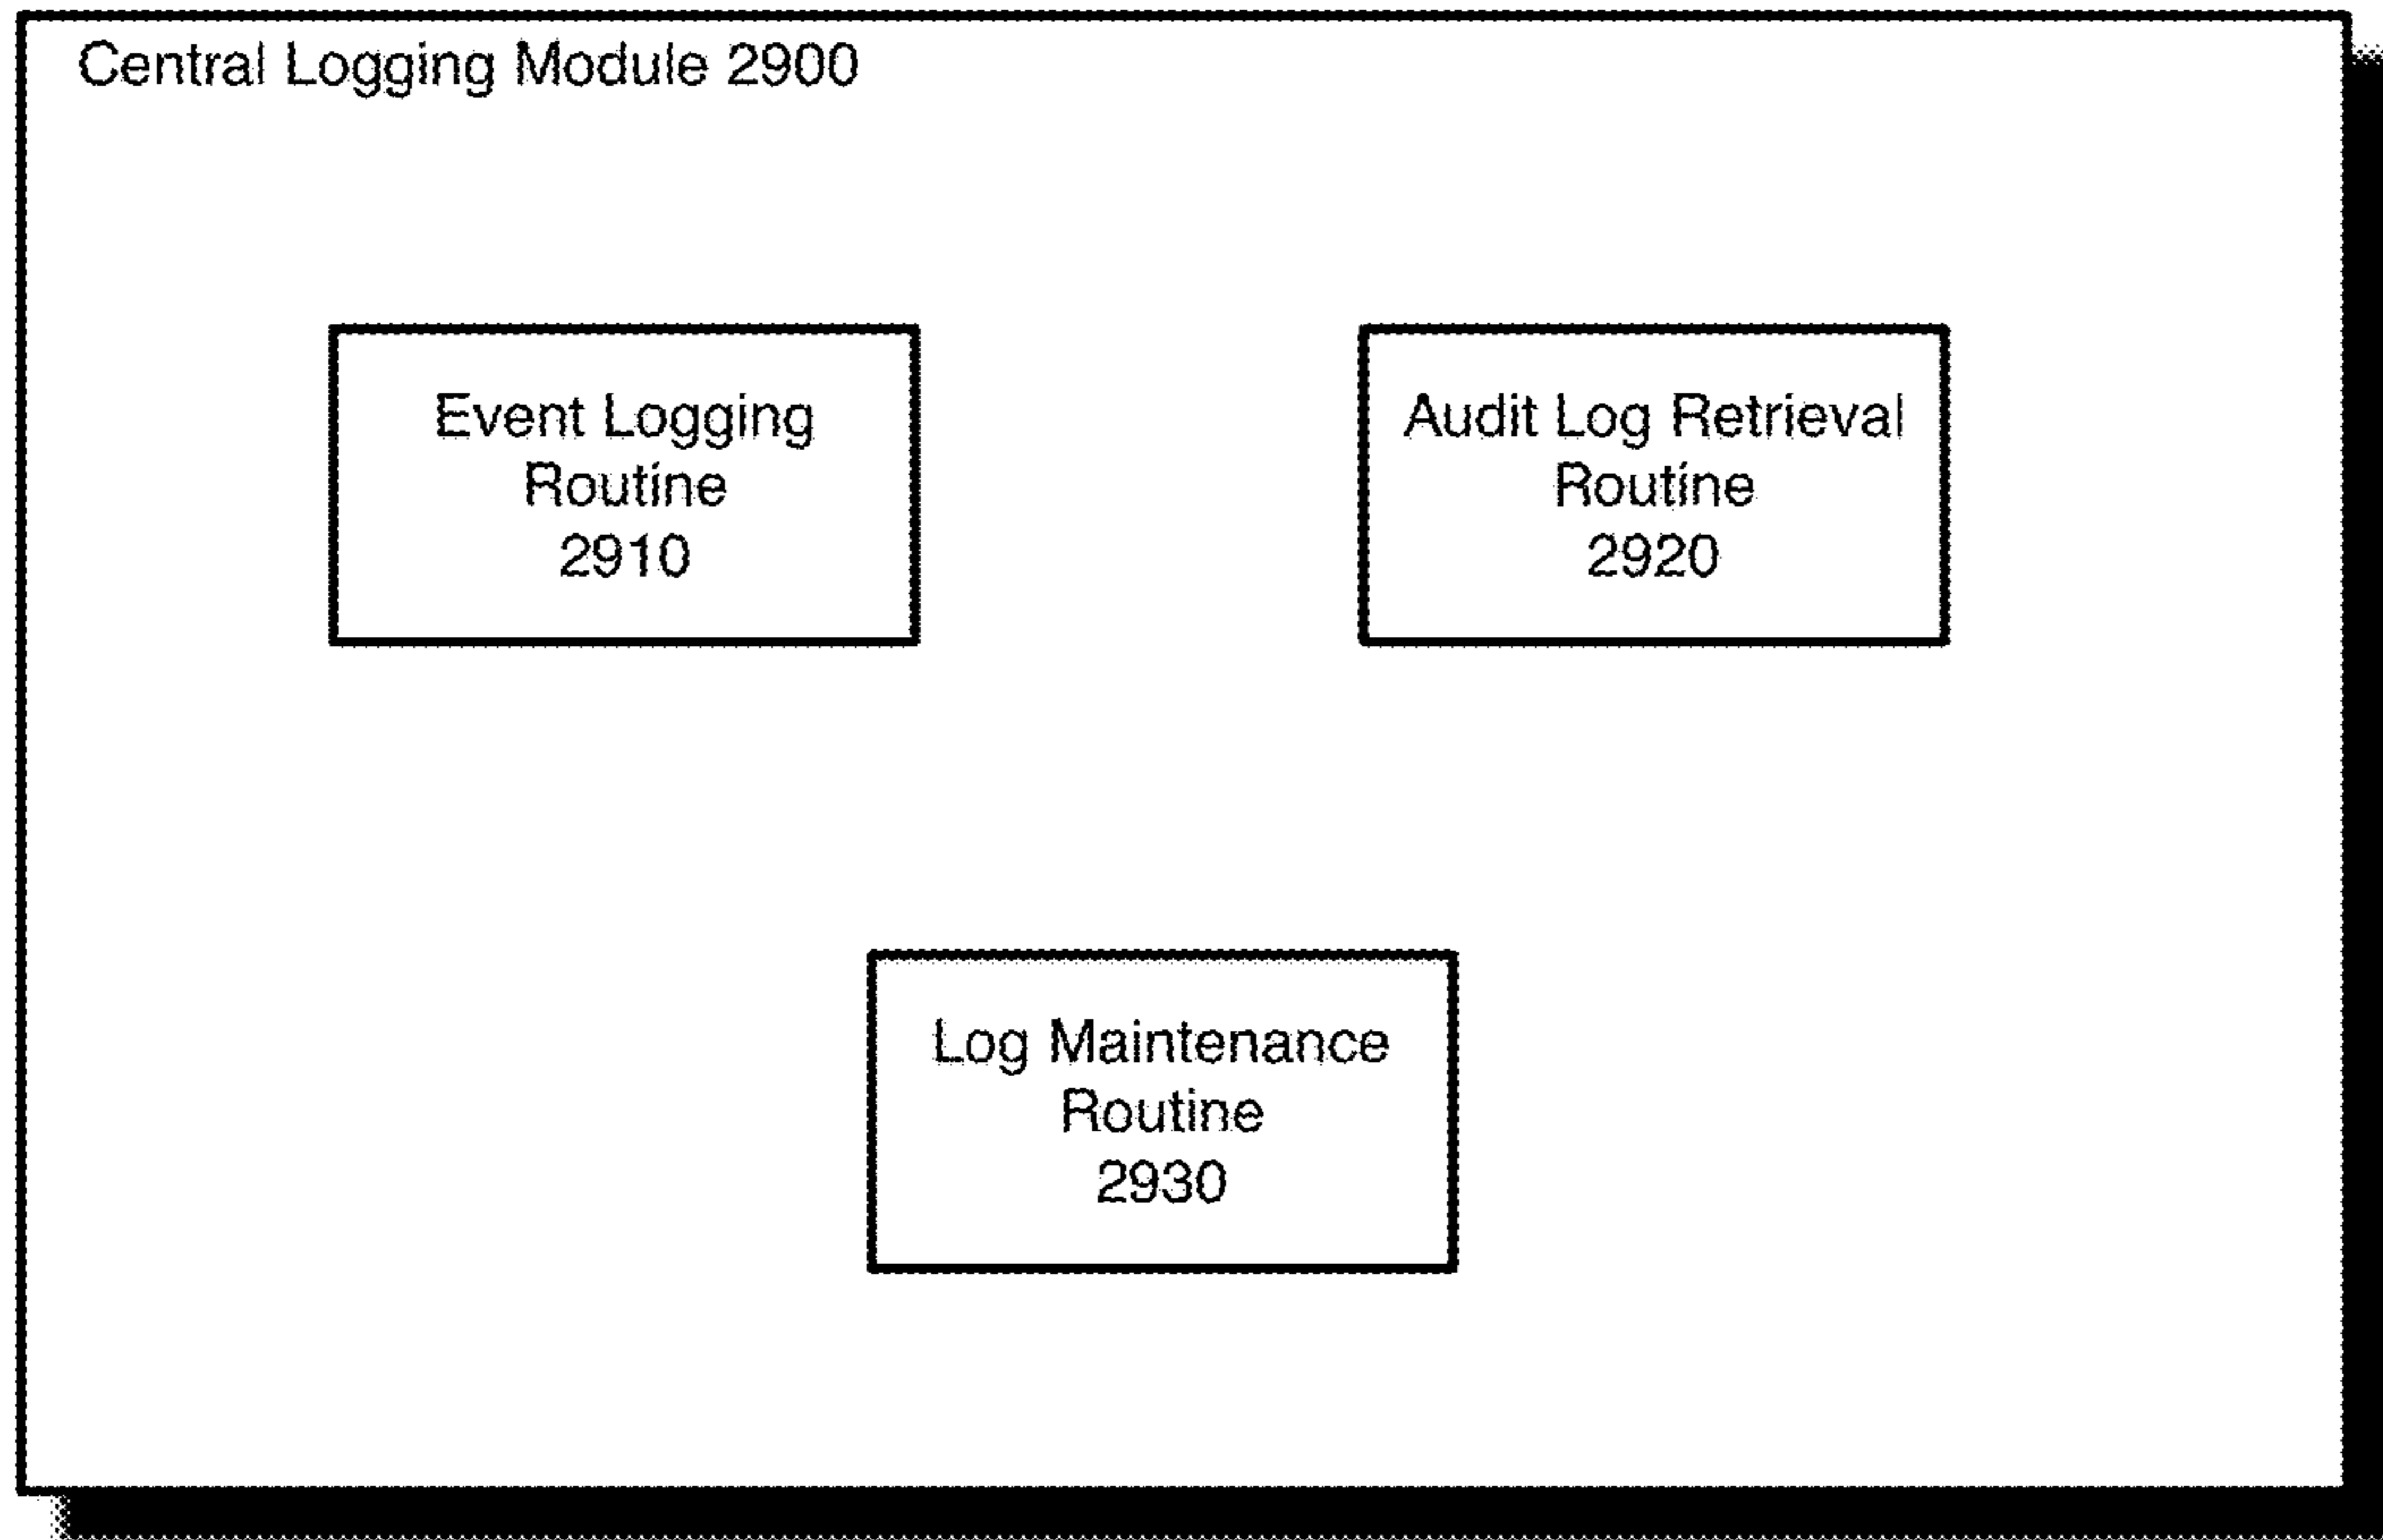 Central Logging Module 2900
Event Logging
Routine
2910
Audit Log Retrieval
Routine
2920
Log Maintenance
Routine
2930